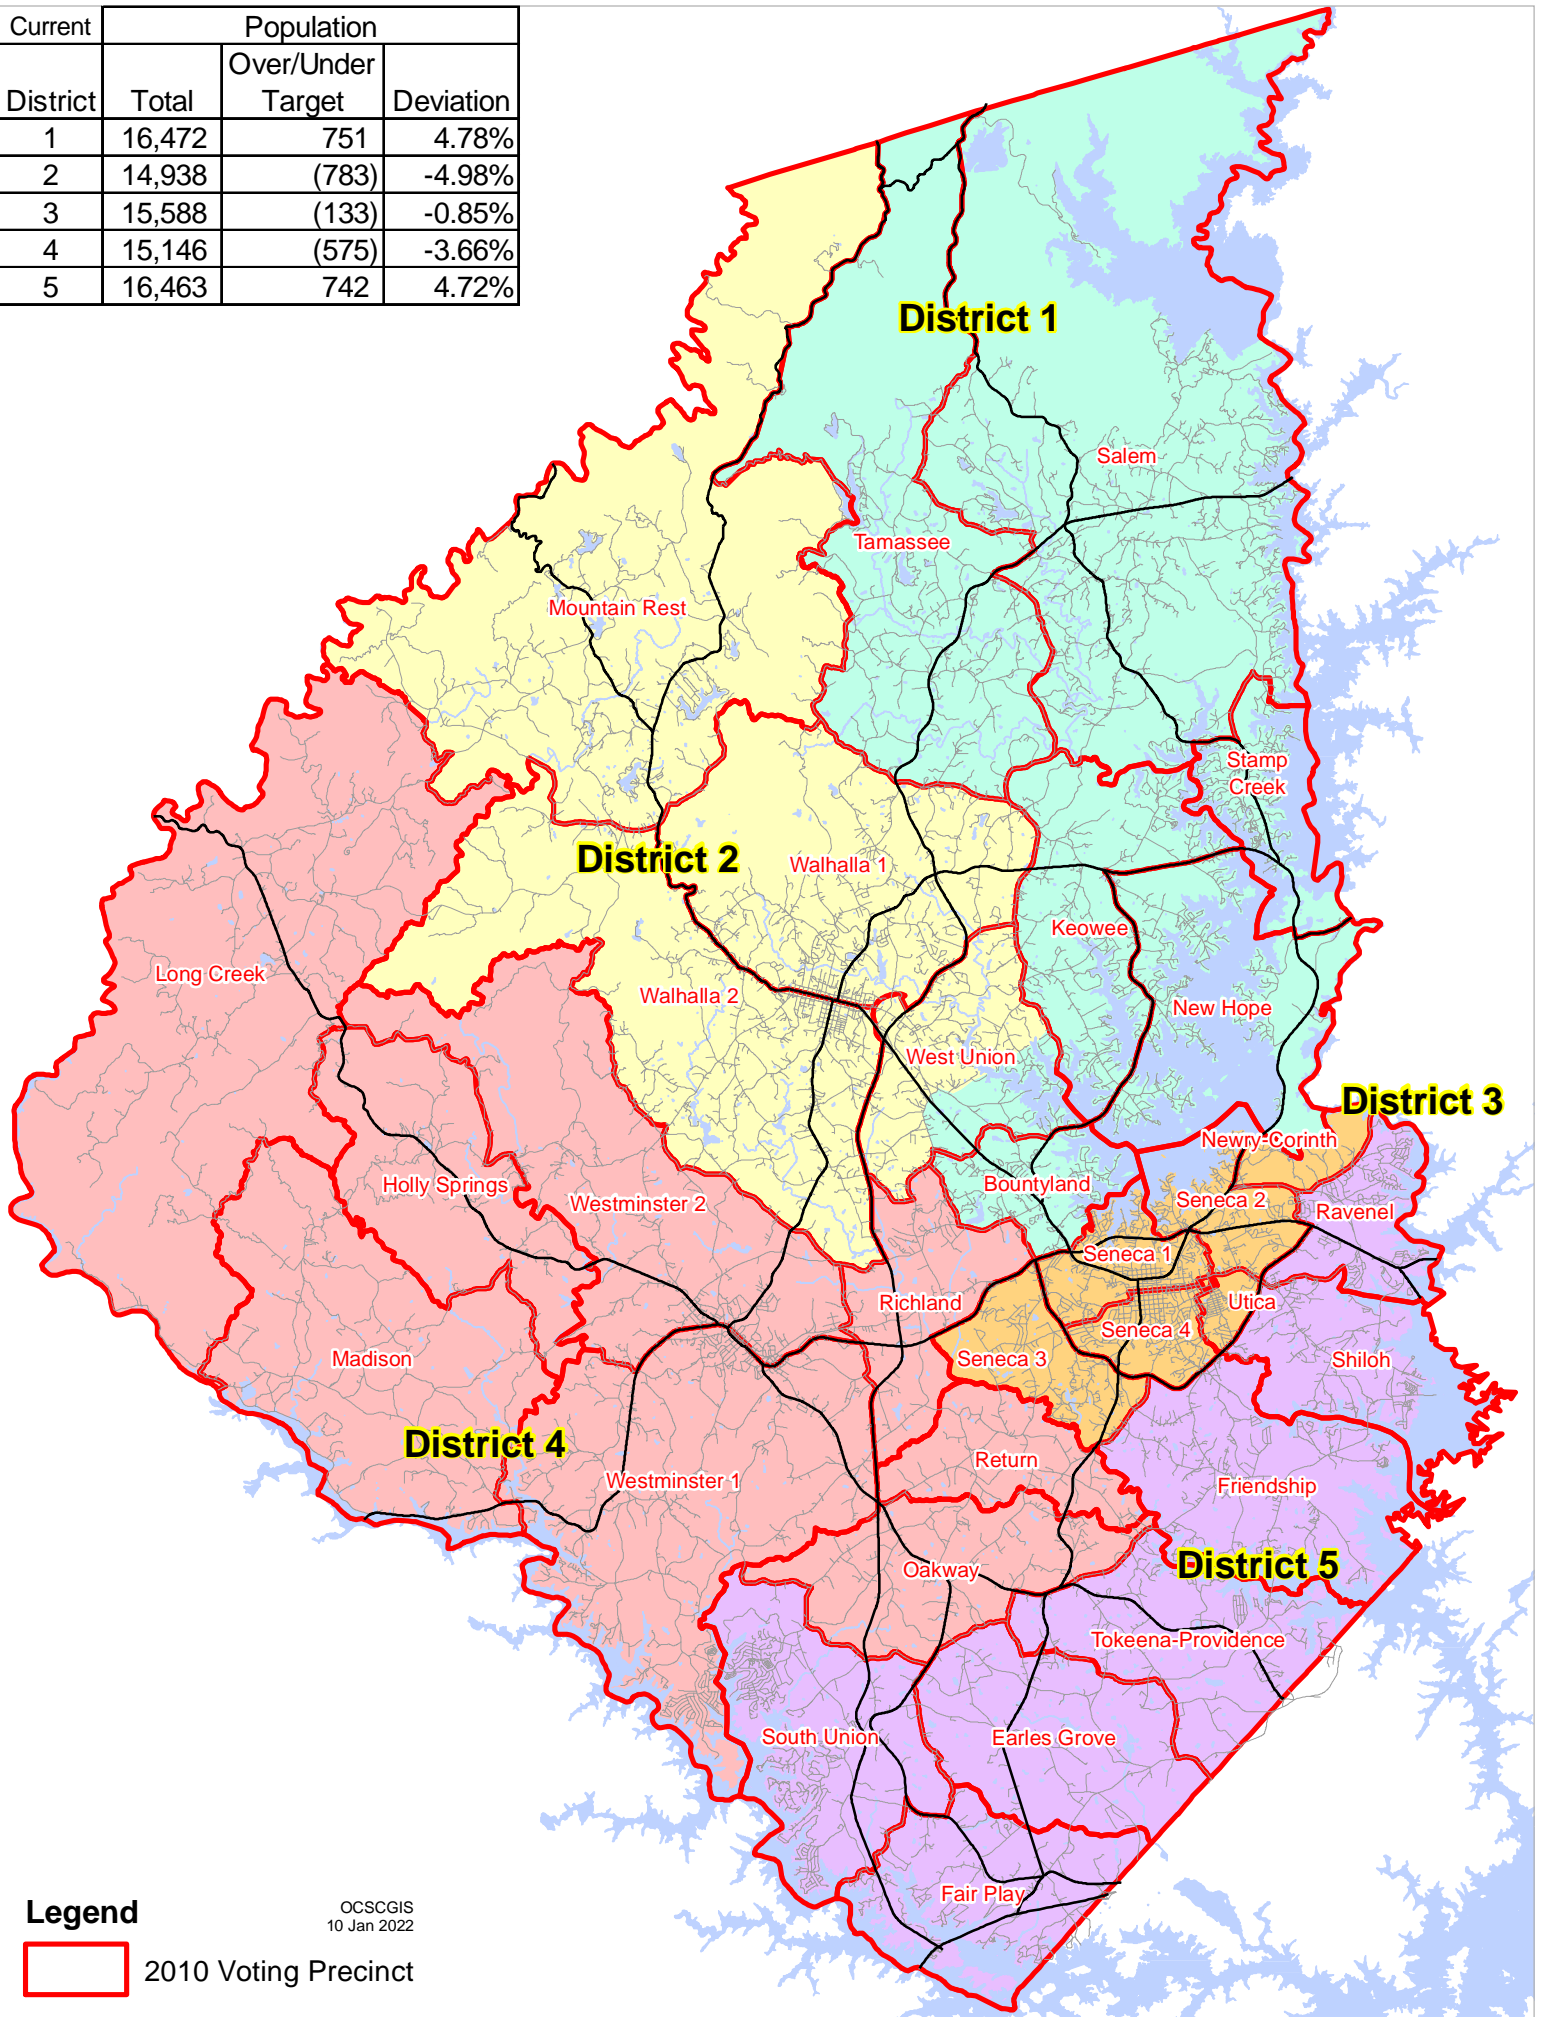 Current Population
District Total Over/Under Target Deviation
1 16,472 751 4.78%
2 14,938 (783) -4.98%
3 15,588 (133) -0.85%
4 15,146 (575) -3.66%
5 16,463 742 4.72%
District 1
Salem
Tamassee
Mountain Rest
Stamp
Creek
District 2
Walhalla 1
Keowee
Long Creek
Walhalla 2
New Hope
West Union
District 3
Newry-Corinth
Holly Springs
Bountyland
Westminster 2
Seneca 2
Ravenel
Seneca 1
Richland
Utica
Seneca 4
Madison
Seneca 3
Shiloh
District 4
Return
Westminster 1
Friendship
Oakway
District 5
Tokeena-Providence
South Union
Earles Grove
Fair Play
Legend
OCSCGIS
10 Jan 2022
2010 Voting Precinct